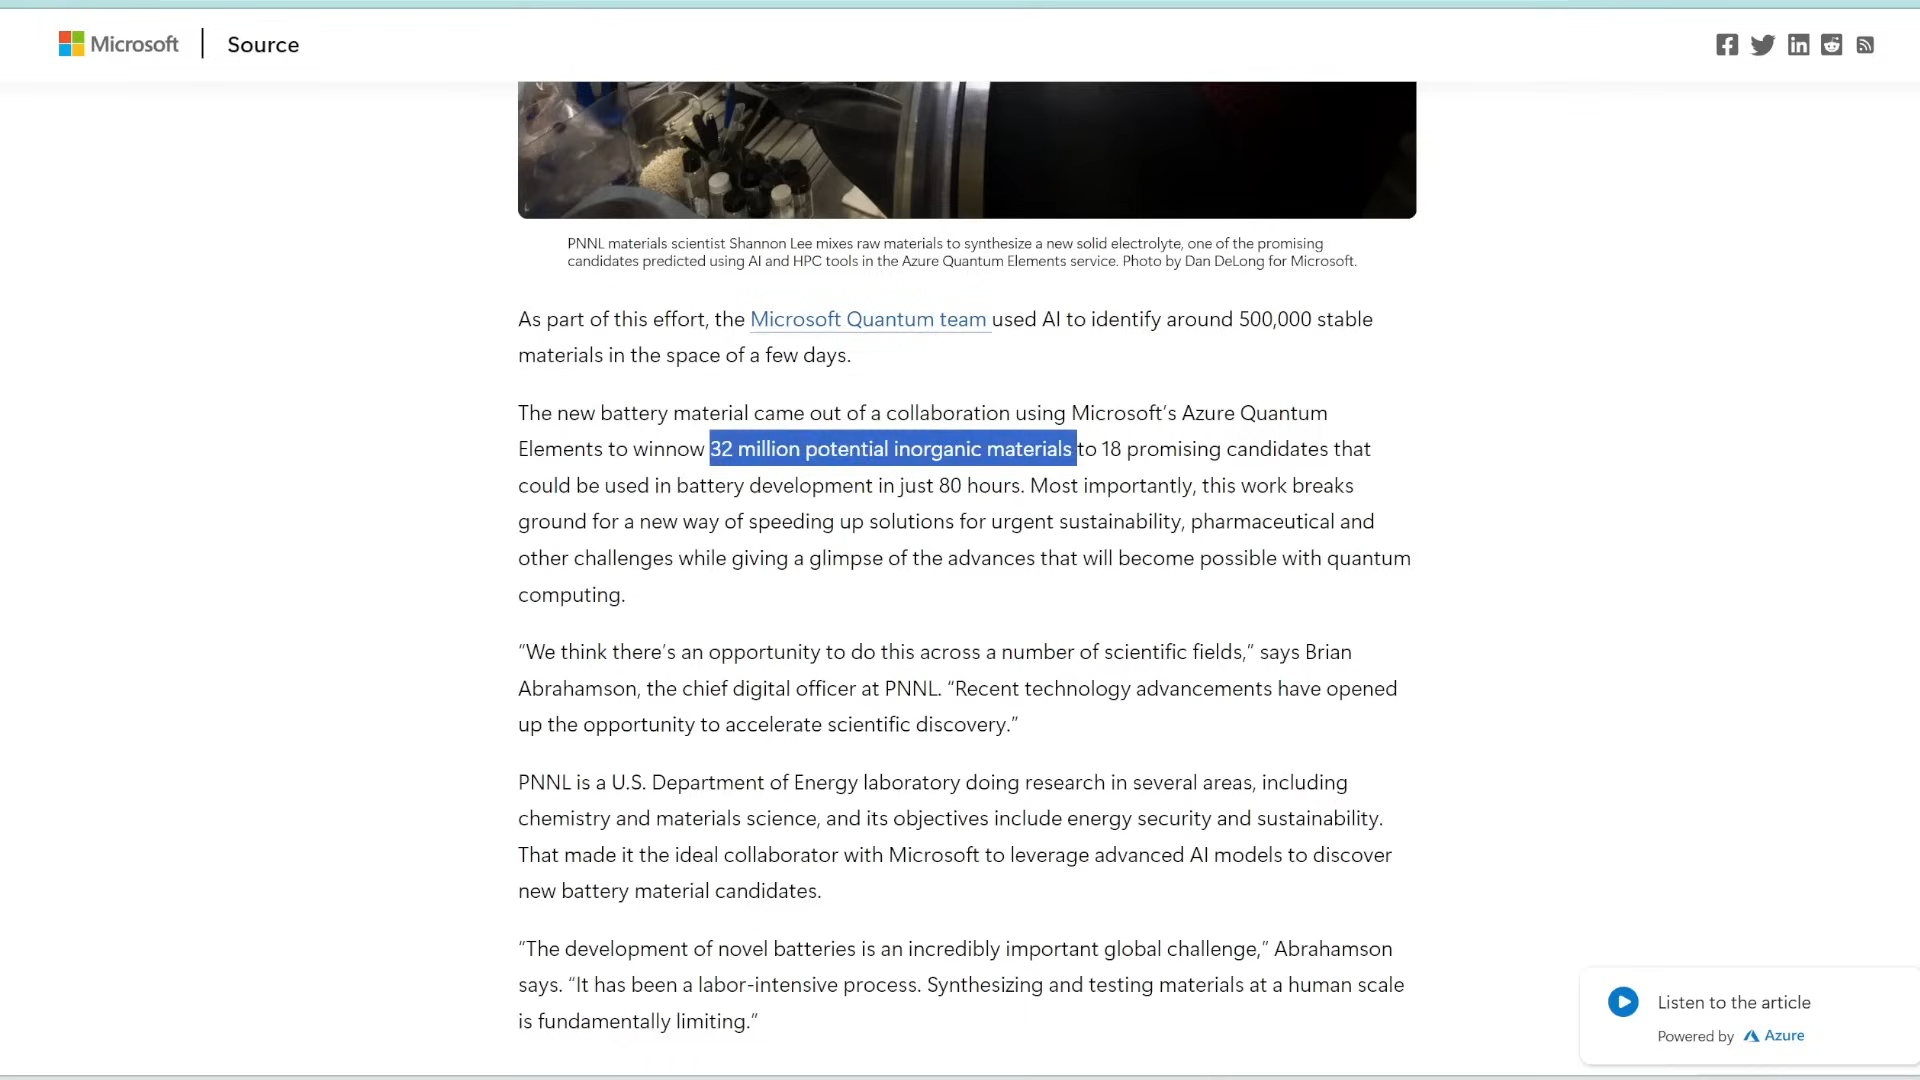 Microsoft | Source
PNNL materials scientist Shannon Lee mixes raw materials to synthesize a new solid electrolyte, one of the promising
candidates predicted using AI and HPC tools in the Azure Quantum Elements service. Photo by Dan DeLong for Microsoft.
As part of this effort, the Microsoft Quantum team used AI to identify around 500,000 stable
materials in the space of a few days.
The new battery material came out of a collaboration using Microsoft’s Azure Quantum
Elements to winnow 32 million potential inorganic materials to 18 promising candidates that
could be used in battery development in just 80 hours. Most importantly, this work breaks
ground for a new way of speeding up solutions for urgent sustainability, pharmaceutical and
other challenges while giving a glimpse of the advances that will become possible with quantum
computing.
“We think there’s an opportunity to do this across a number of scientific fields,” says Brian
Abrahamson, the chief digital officer at PNNL. “Recent technology advancements have opened
up the opportunity to accelerate scientific discovery.”
PNNL is a U.S. Department of Energy laboratory doing research in several areas, including
chemistry and materials science, and its objectives include energy security and sustainability.
That made it the ideal collaborator with Microsoft to leverage advanced AI models to discover
new battery material candidates.
“The development of novel batteries is an incredibly important global challenge,” Abrahamson
says. “It has been a labor-intensive process. Synthesizing and testing materials at a human scale
is fundamentally limiting.”
Listen to the article
Powered by Azure